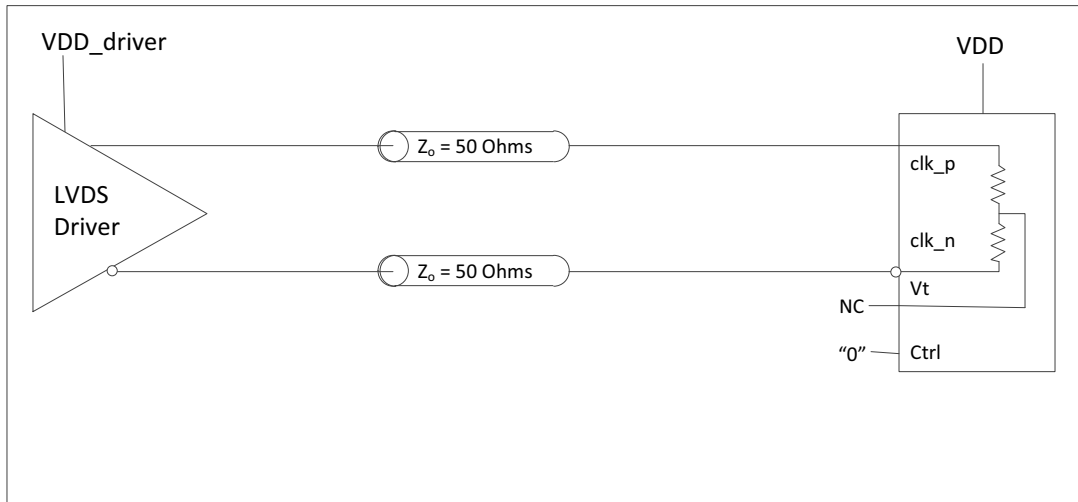 VDD_driver
VDD
Zₒ = 50 Ohms
clk_p
LVDS
Driver
clk_n
Zₒ = 50 Ohms
Vt
NC
“0”
Ctrl